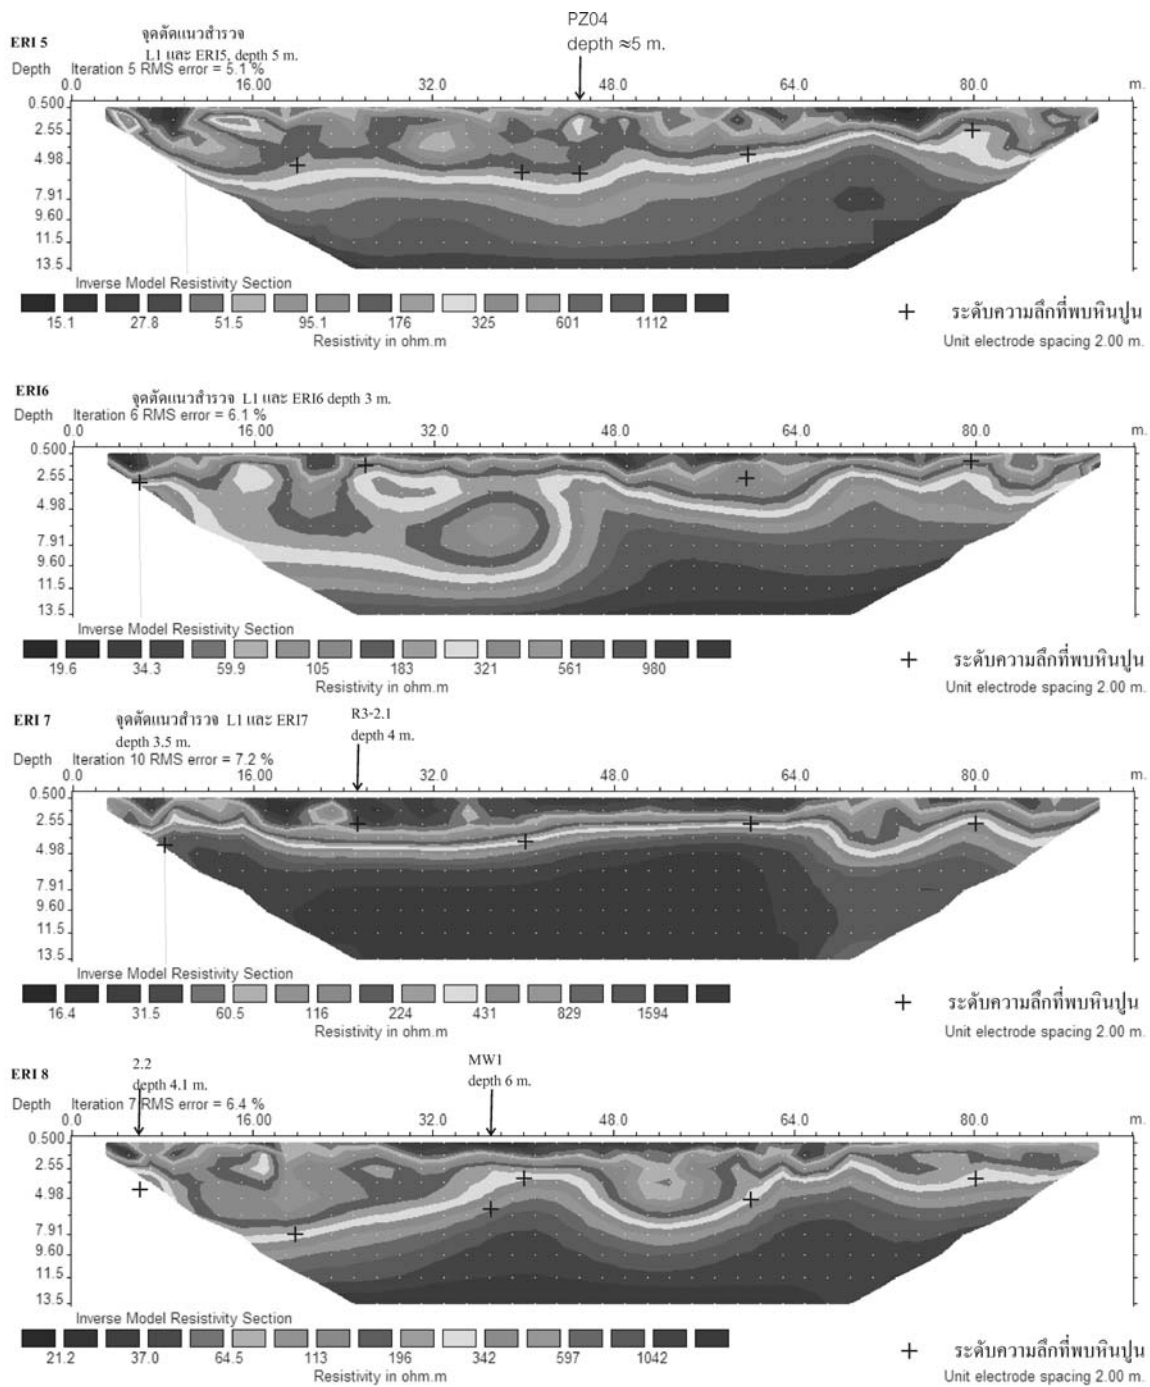 PZ04
ERI 5
จุดตัดแนวสำรวจ
depth ≈5 m.
L1 และ ERI5, depth 5 m.
Depth Iteration 5 RMS error = 5.1 %
0.0 16.00 32.0 48.0 64.0 80.0 m.
0.500
2.55
4.98
7.91
9.60
11.5
13.5
Inverse Model Resistivity Section
15.1 27.8 51.5 95.1 176 325 601 1112
Resistivity in ohm.m
+ ระดับความลึกที่พบหินปูน
Unit electrode spacing 2.00 m.
ERI6
จุดตัดแนวสำรวจ L1 และ ERI6 depth 3 m.
Depth Iteration 6 RMS error = 6.1 %
0.0 16.00 32.0 48.0 64.0 80.0 m.
0.500
2.55
4.98
7.91
9.60
11.5
13.5
Inverse Model Resistivity Section
19.6 34.3 59.9 105 183 321 561 980
Resistivity in ohm.m
+ ระดับความลึกที่พบหินปูน
Unit electrode spacing 2.00 m.
ERI 7
จุดตัดแนวสำรวจ L1 และ ERI7
depth 3.5 m.
R3-2.1
depth 4 m.
Depth Iteration 10 RMS error = 7.2 %
0.0 16.00 32.0 48.0 64.0 80.0 m.
0.500
2.55
4.98
7.91
9.60
11.5
13.5
Inverse Model Resistivity Section
16.4 31.5 60.5 116 224 431 829 1594
Resistivity in ohm.m
+ ระดับความลึกที่พบหินปูน
Unit electrode spacing 2.00 m.
ERI 8
2.2
depth 4.1 m.
MW1
depth 6 m.
Depth Iteration 7 RMS error = 6.4 %
0.0 16.00 32.0 48.0 64.0 80.0 m.
0.500
2.55
4.98
7.91
9.60
11.5
13.5
Inverse Model Resistivity Section
21.2 37.0 64.5 113 196 342 597 1042
Resistivity in ohm.m
+ ระดับความลึกที่พบหินปูน
Unit electrode spacing 2.00 m.